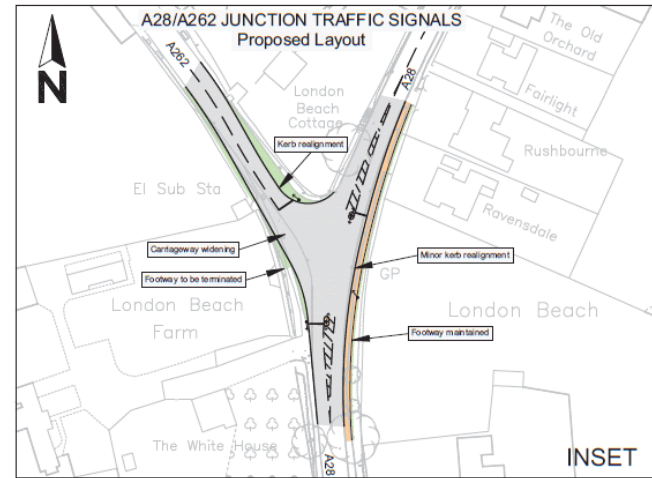 A28/A262 JUNCTION TRAFFIC SIGNALS
Proposed Layout
N
A262
A28
The Old
Orchard
London
Beach
Cottage
Fairlight
Kerb realignment
Rushbourne
El Sub Sta
Ravensdale
Carriageway widening
Minor kerb realignment
Footway to be terminated
GP
London Beach
Farm
London Beach
Footway maintained
The White House
A28
INSET